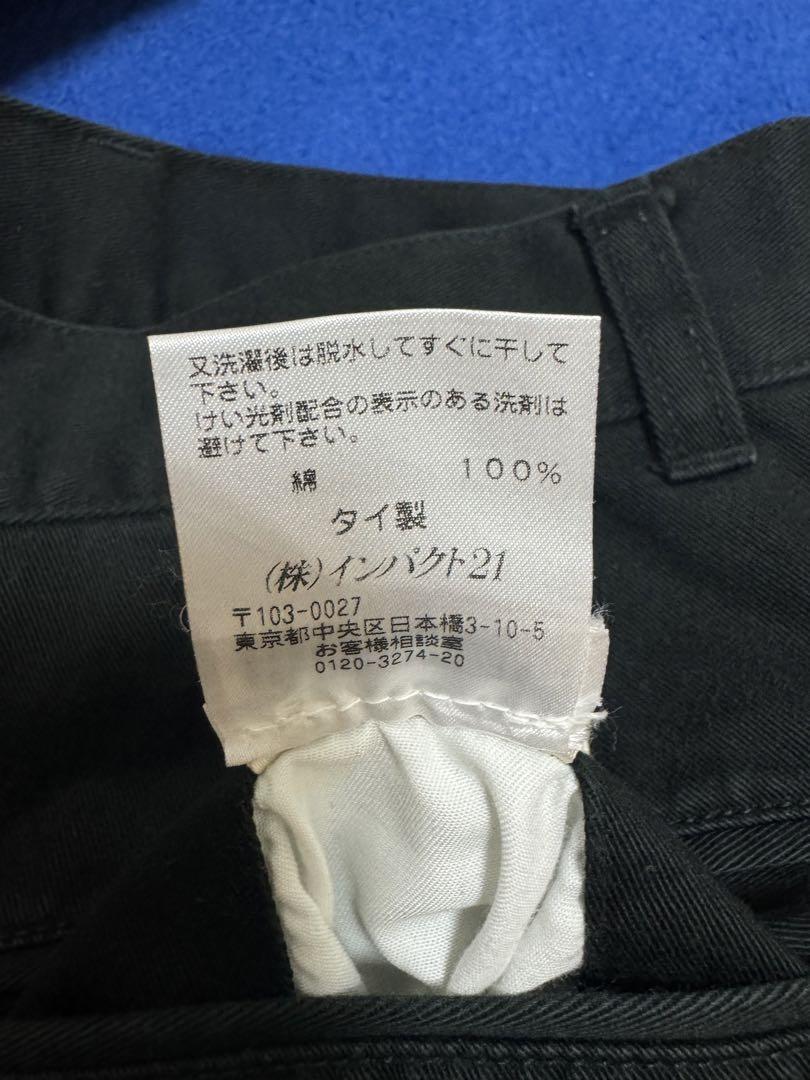 又洗濯後は脱水してすぐに干して
下さい。
けい光剤配合の表示のある洗剤は
避けて下さい。
綿 100%
タイ製
(株)インパクト21
〒103-0027
東京都中央区日本橋3-10-5
お客様相談室
0120-3274-20